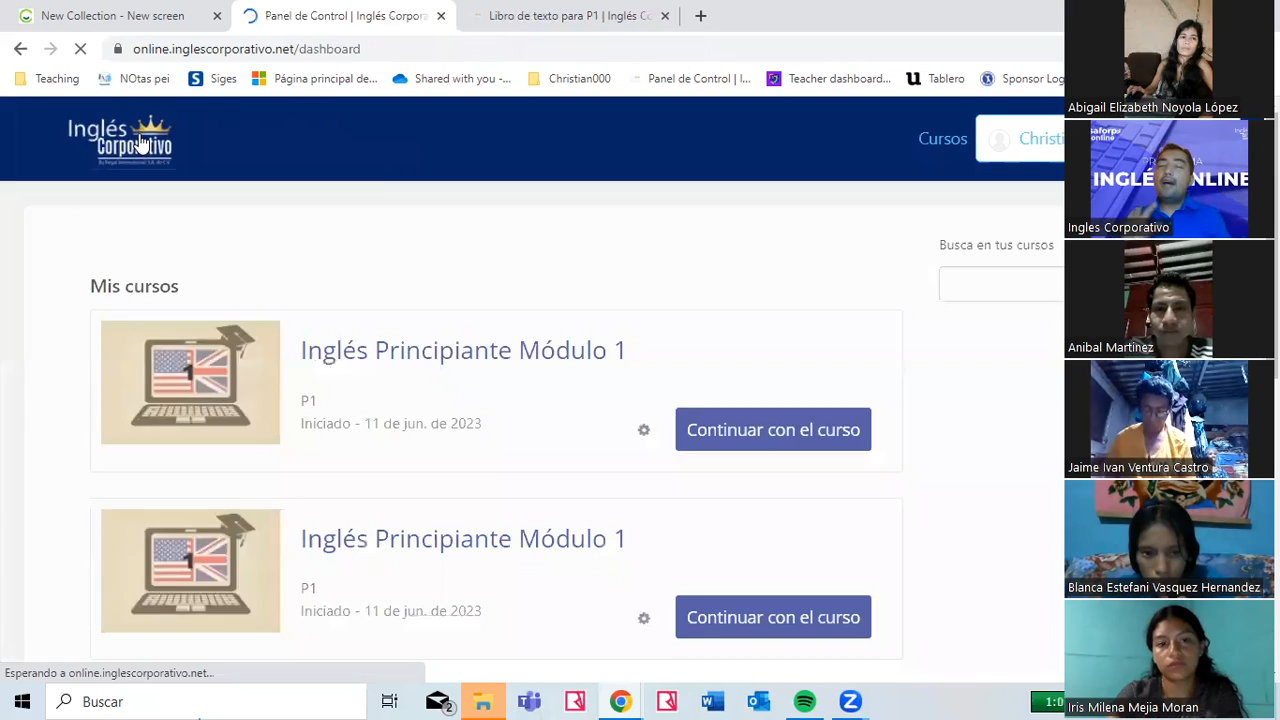 New Collection - New screen
Panel de Control | Inglés Corpora
Libro de texto para P1 | Inglés Co
online.inglescorporativo.net/dashboard
Teaching
NOtas pei
Siges
Página principal de...
Shared with you -...
Christian000
Panel de Control | I...
Teacher dashboard...
Tablero
Sponsor Log
Inglés
Corporativo
Cursos
Christi
Busca en tus cursos
Mis cursos
Inglés Principiante Módulo 1
P1
Iniciado - 11 de jun. de 2023
Continuar con el curso
Inglés Principiante Módulo 1
P1
Iniciado - 11 de jun. de 2023
Continuar con el curso
Esperando a online.inglescorporativo.net...
Buscar
2
1:0
Abigail Elizabeth Noyola López
online
INGLÉS ONLINE
Ingles Corporativo
Anibal Martínez
Jaime Ivan Ventura Castro
Blanca Estefani Vasquez Hernandez
Iris Milena Mejia Moran